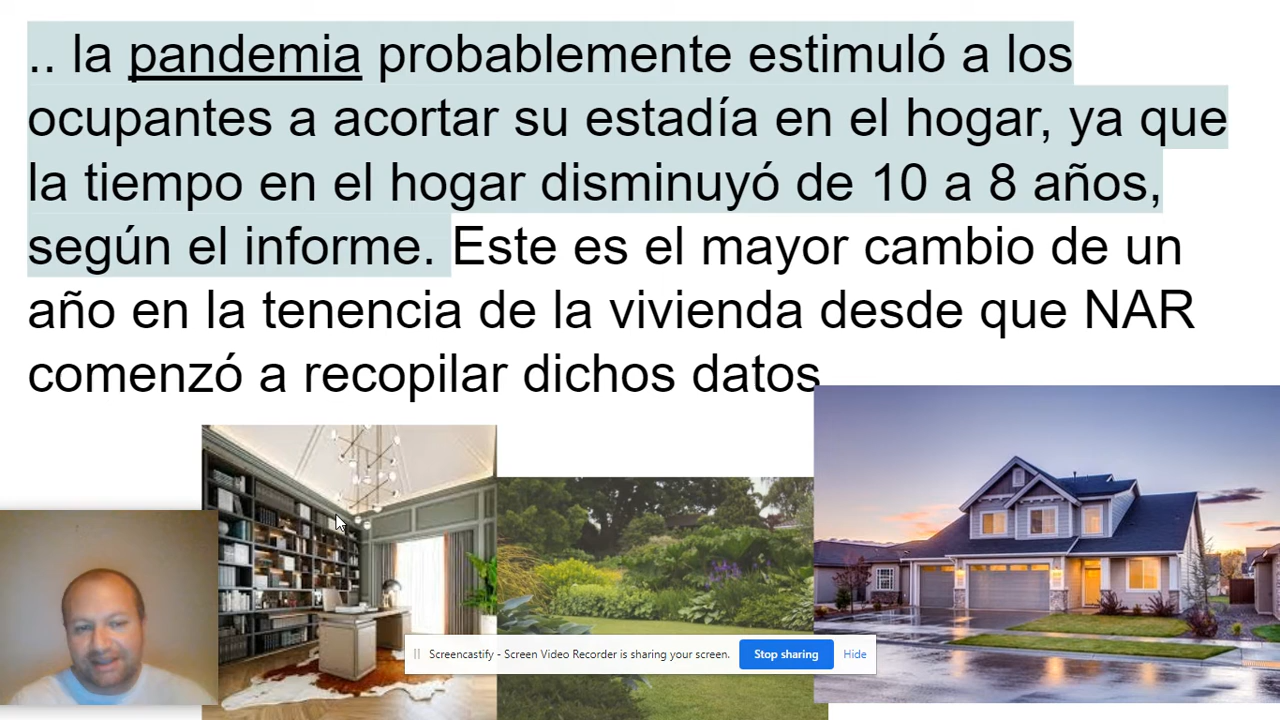 .. la pandemia probablemente estimuló a los
ocupantes a acortar su estadía en el hogar, ya que
la tiempo en el hogar disminuyó de 10 a 8 años,
según el informe. Este es el mayor cambio de un
año en la tenencia de la vivienda desde que NAR
comenzó a recopilar dichos datos
Screencastify - Screen Video Recorder is sharing your screen. Stop sharing Hide